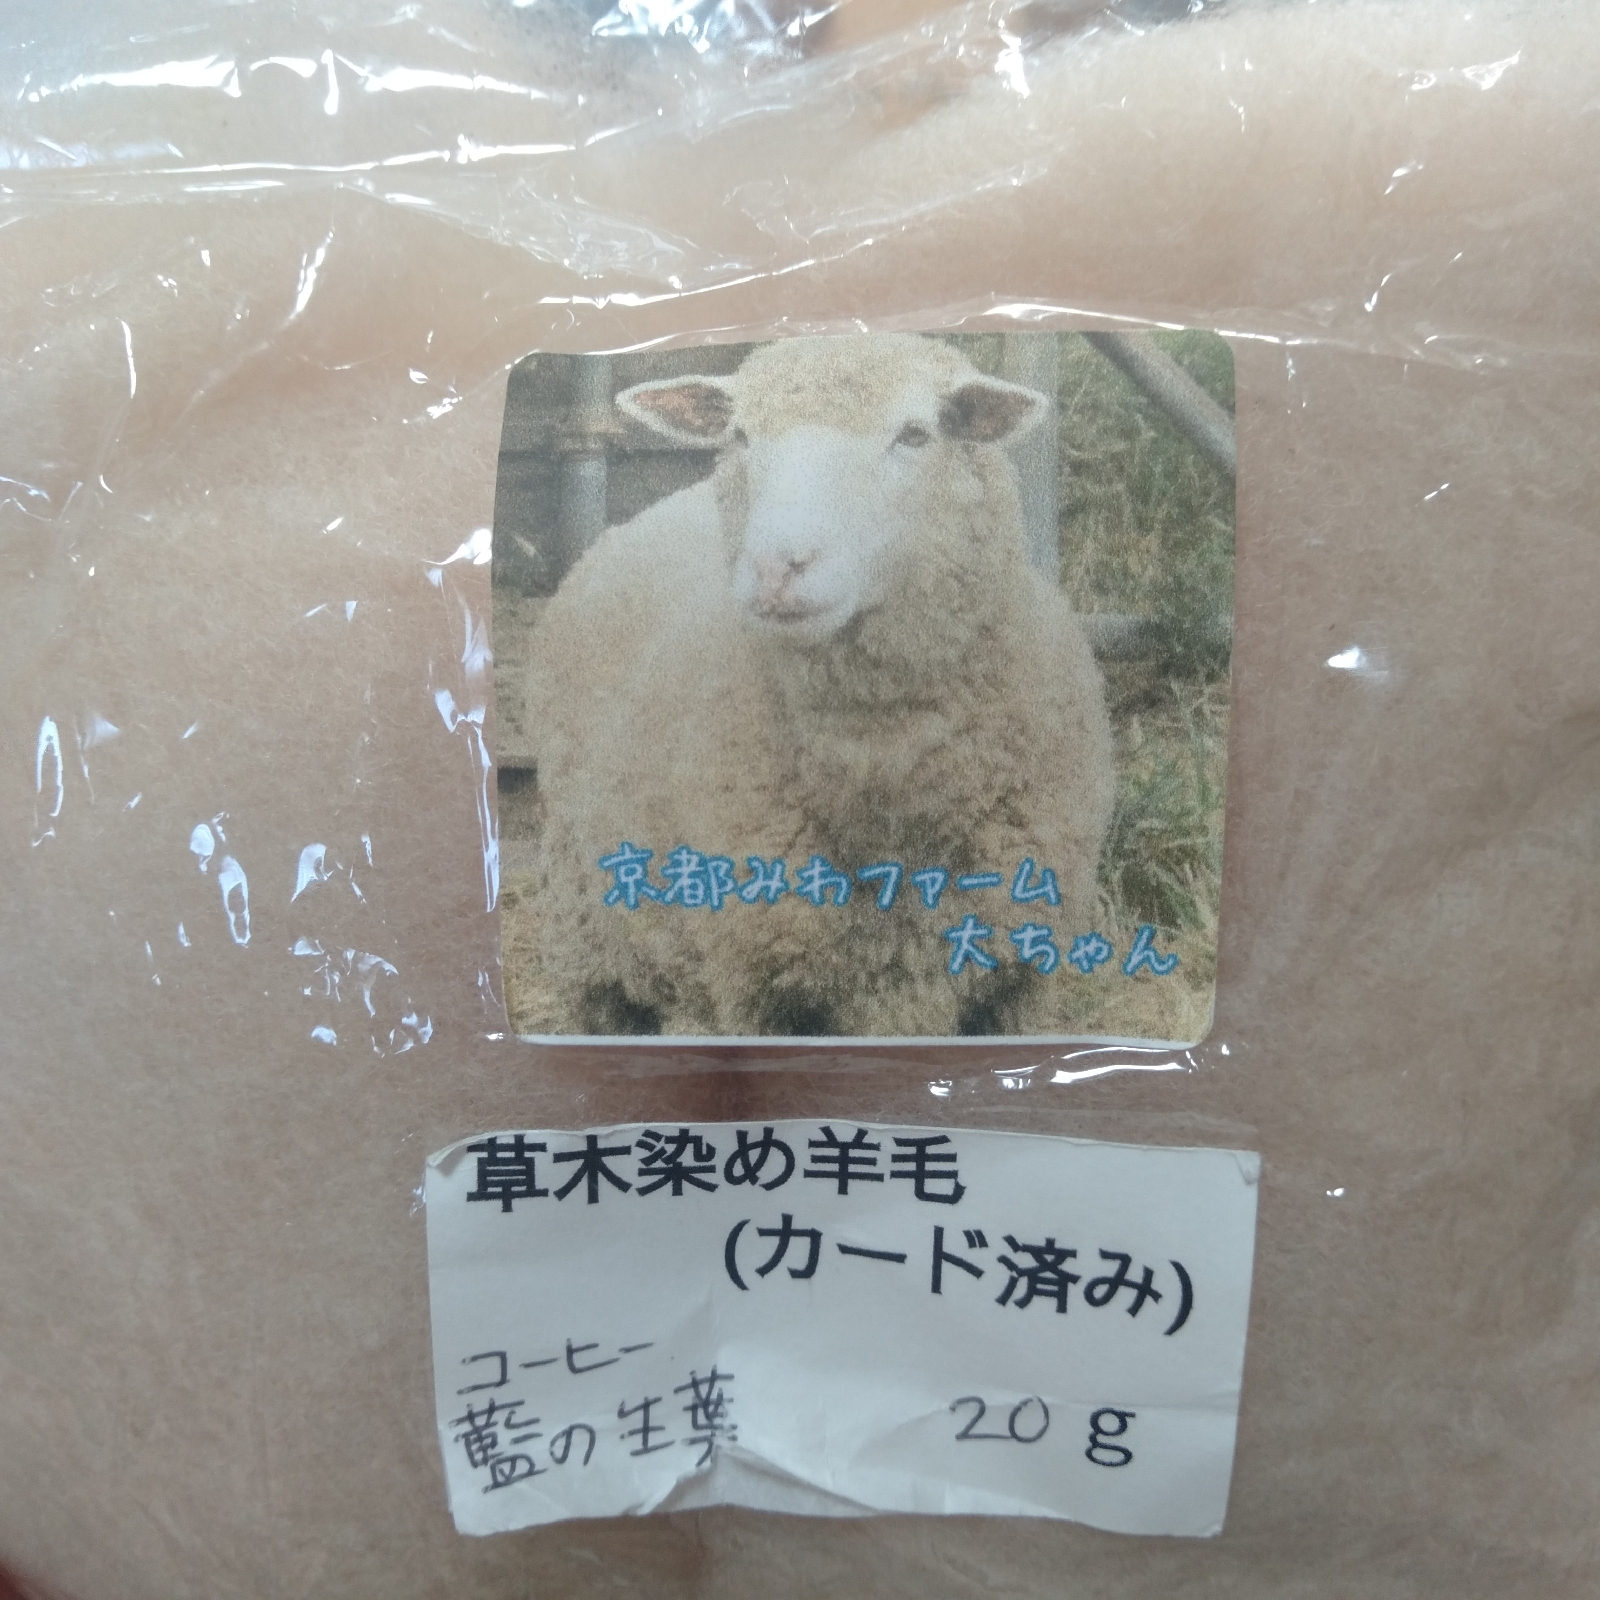 京都みわファーム
大ちゃん
草木染め羊毛
(カード済み)
コーヒー
藍の生葉
20 g